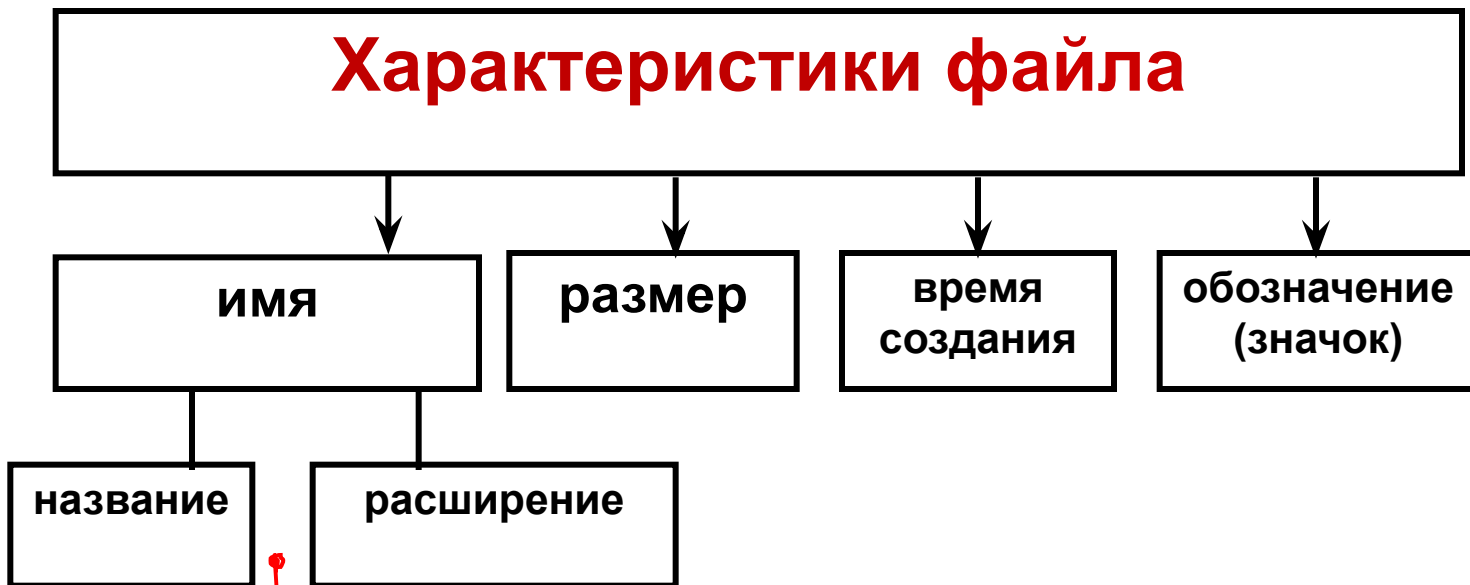 Характеристики файла
имя
размер
время
создания
обозначение
(значок)
название
расширение